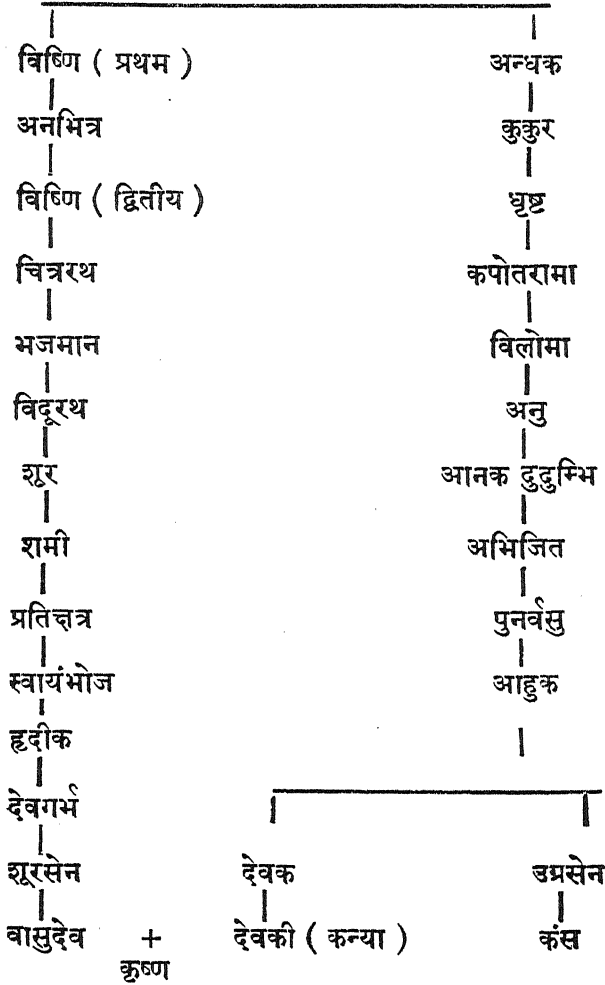 विष्णि ( प्रथम ) अन्धक
अनभित्र कुकुर
विष्णि ( द्वितीय ) धृष्ट
चित्ररथ कपोतरामा
भजमान विलोमा
विदूरथ अनु
शूर आनक दुदुम्भि
शमी अभिजित
प्रतिक्षत्र पुनर्वसु
स्वायंभोज आहुक
हृदीक
देवगर्भ
शूरसेन देवक उग्रसेन
वासुदेव + देवकी ( कन्या ) कंस
कृष्ण